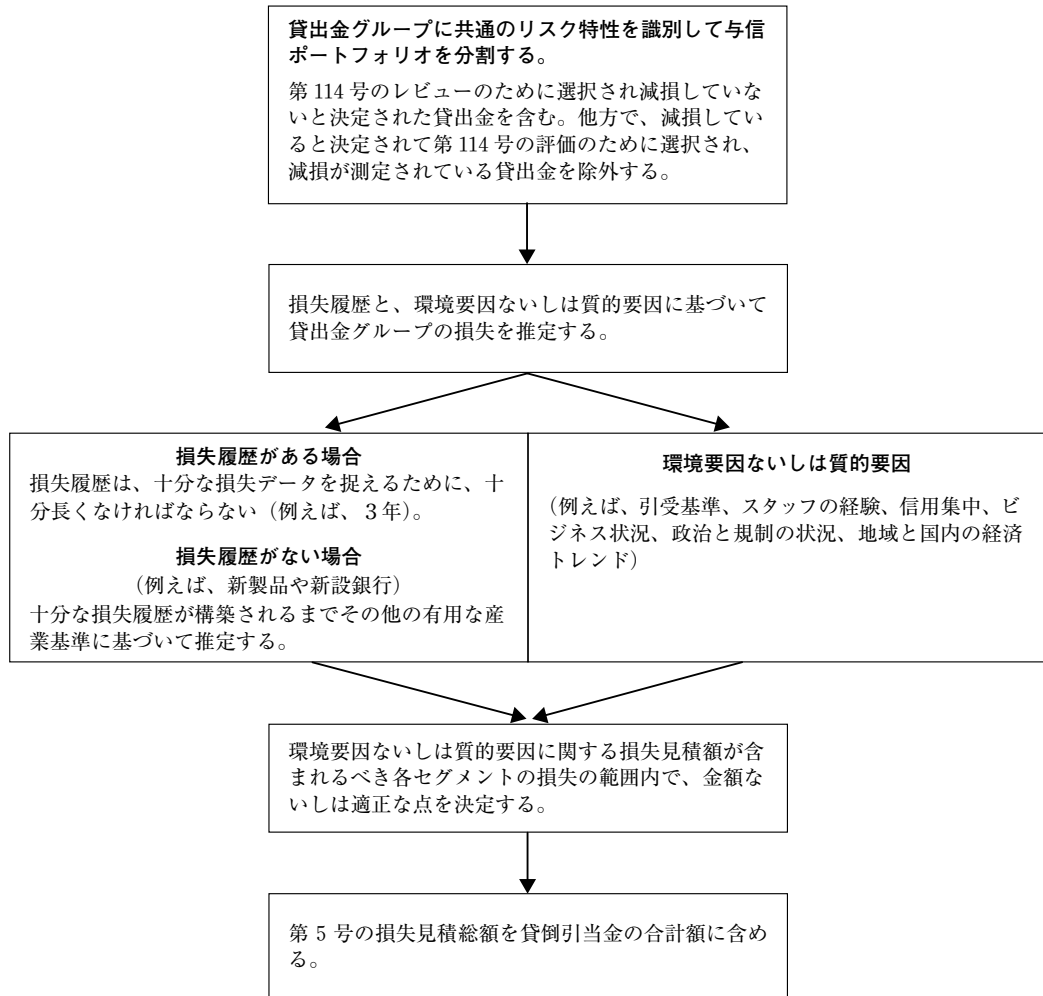 貸出金グループに共通のリスク特性を識別して与信
ポートフォリオを分割する。
第 114 号のレビューのために選択され減損していな
いと決定された貸出金を含む。他方で、減損してい
ると決定されて第 114 号の評価のために選択され、
減損が測定されている貸出金を除外する。
損失履歴と、環境要因ないしは質的要因に基づいて
貸出金グループの損失を推定する。
損失履歴がある場合
損失履歴は、十分な損失データを捉えるために、十
分長くなければならない（例えば、３年）。
損失履歴がない場合
（例えば、新製品や新設銀行）
十分な損失履歴が構築されるまでその他の有用な産
業基準に基づいて推定する。
環境要因ないしは質的要因
（例えば、引受基準、スタッフの経験、信用集中、ビ
ジネス状況、政治と規制の状況、地域と国内の経済
トレンド）
環境要因ないしは質的要因に関する損失見積額が含
まれるべき各セグメントの損失の範囲内で、金額な
いしは適正な点を決定する。
第 5 号の損失見積総額を貸倒引当金の合計額に含め
る。